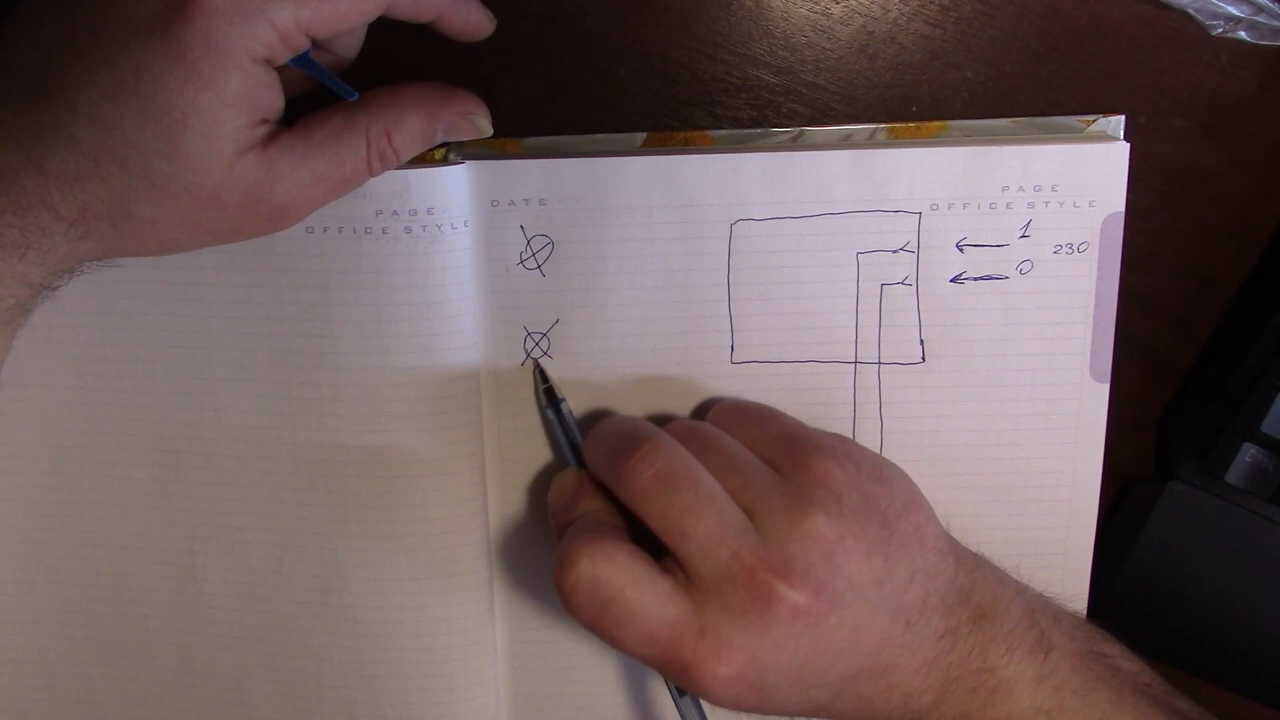 PAGE
OFFICE STYLE
DATE
PAGE
OFFICE STYLE
1
230
0